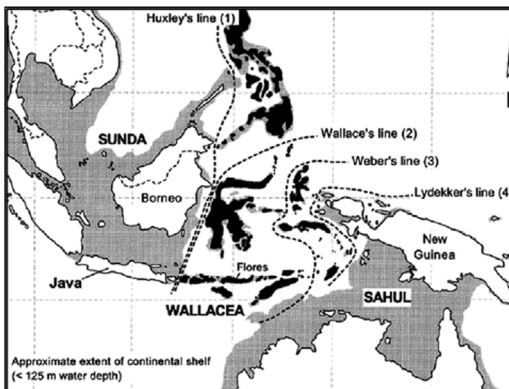 Huxley's line (1)
SUNDA
Wallace's line (2)
Weber's line (3)
Lydekker's line (4)
Borneo
New
Guinea
Java
Flores
WALLACEA
SAHUL
Approximate extent of continental shelf
(< 125 m water depth)